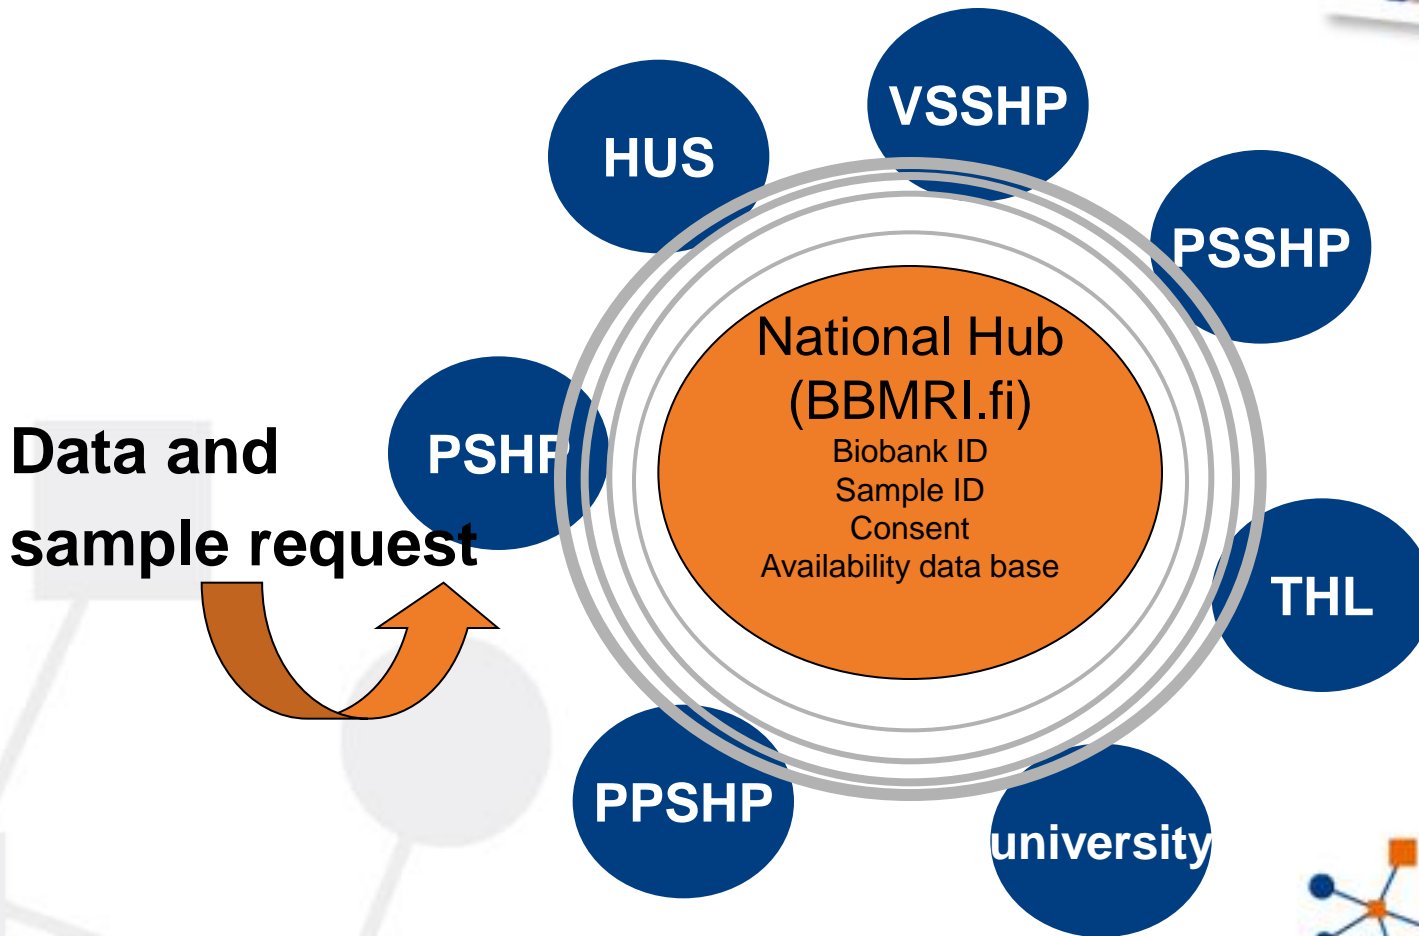 VSSHP
HUS
PSSHP
National Hub
(BBMRI.fi)
Biobank ID
Sample ID
Consent
Availability data base
Data and
sample request
PSHP
THL
PPSHP
university